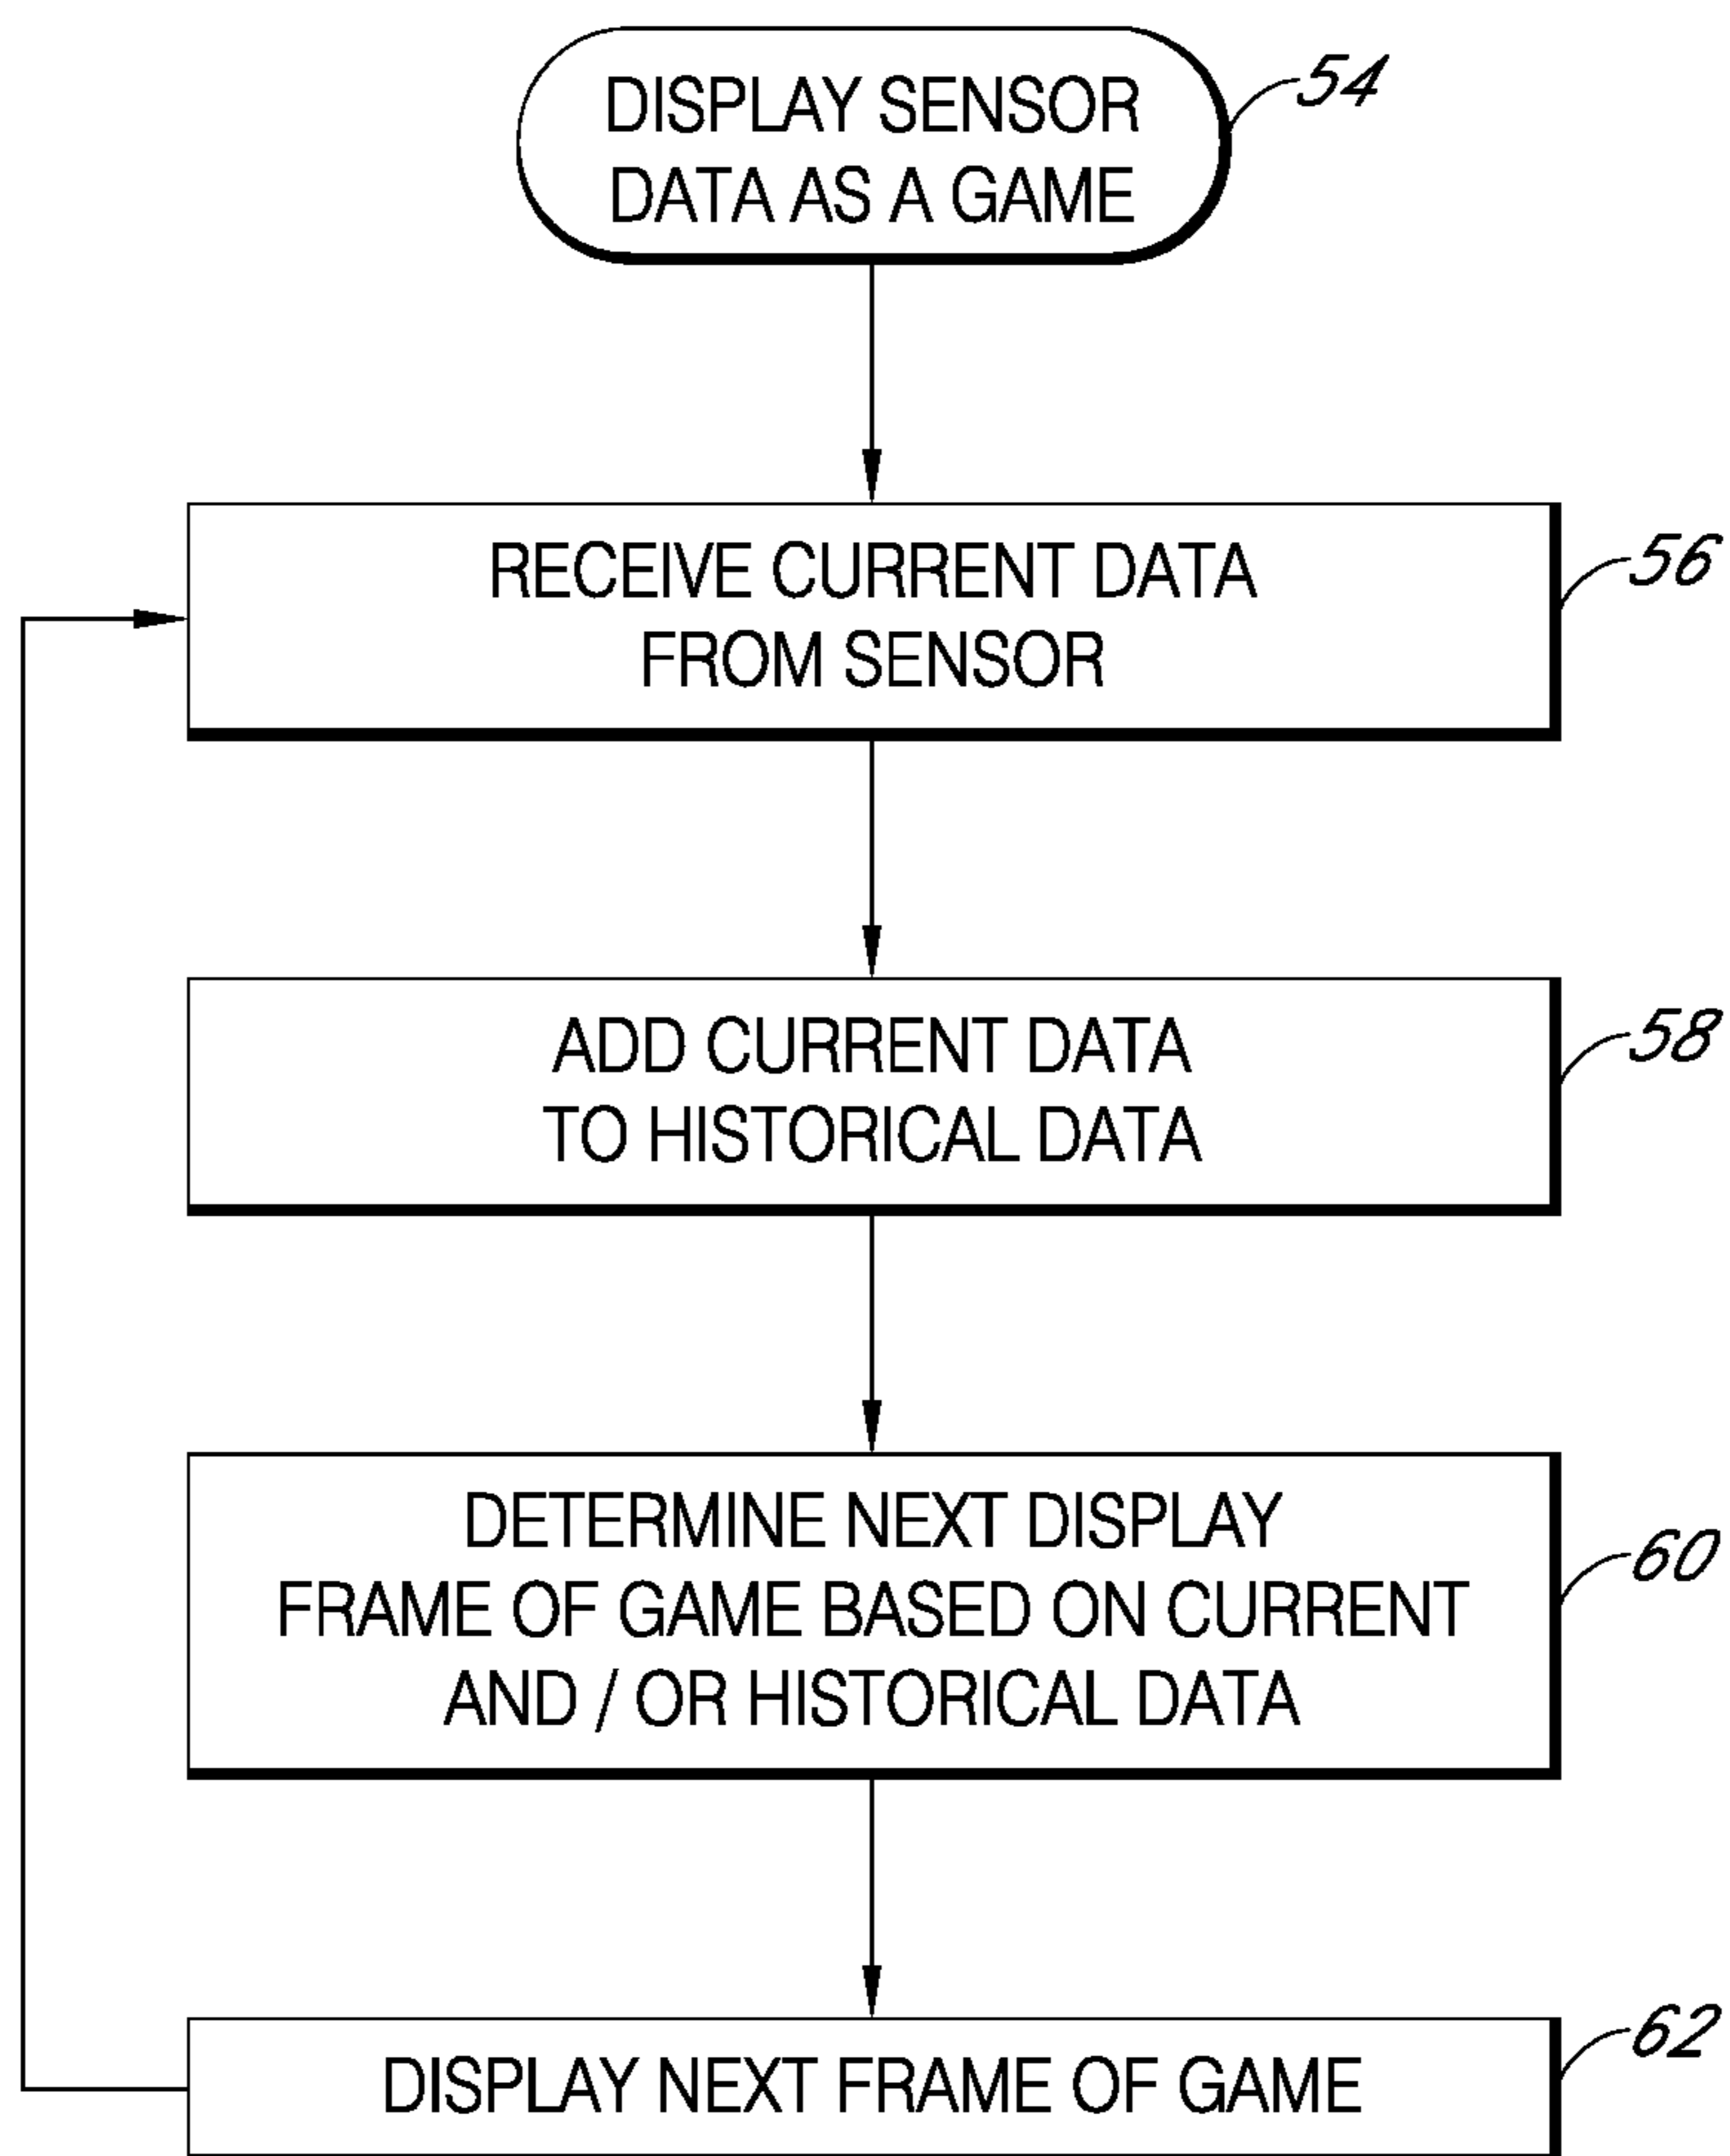 DISPLAY SENSOR
DATA AS A GAME
54
RECEIVE CURRENT DATA
FROM SENSOR
56
ADD CURRENT DATA
TO HISTORICAL DATA
58
DETERMINE NEXT DISPLAY
FRAME OF GAME BASED ON CURRENT
AND / OR HISTORICAL DATA
60
DISPLAY NEXT FRAME OF GAME
62